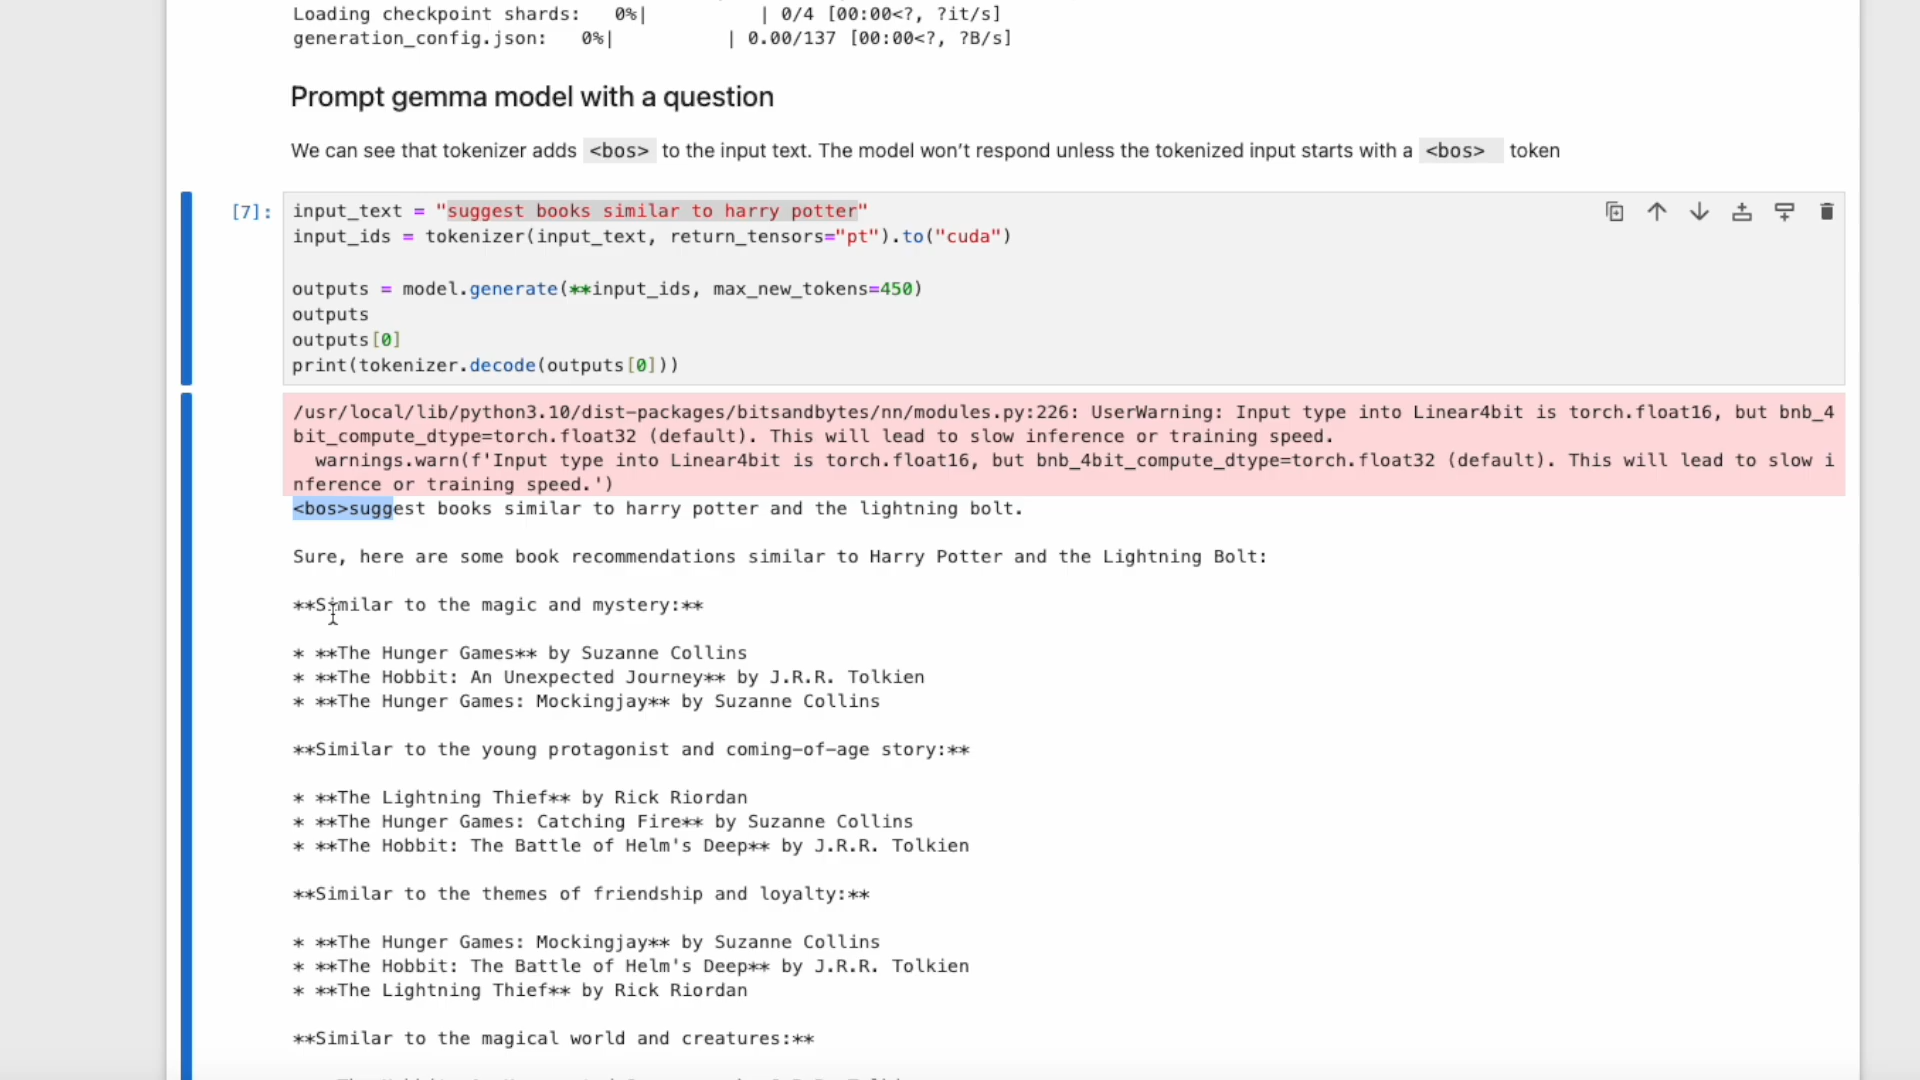 Loading checkpoint shards:   0%|          | 0/4 [00:00<?, ?it/s]
generation_config.json:   0%|          | 0.00/137 [00:00<?, ?B/s]
Prompt gemma model with a question
We can see that tokenizer adds <bos> to the input text. The model won't respond unless the tokenized input starts with a <bos> token
[7]:
input_text = "suggest books similar to harry potter"
input_ids = tokenizer(input_text, return_tensors="pt").to("cuda")
outputs = model.generate(**input_ids, max_new_tokens=450)
outputs
outputs[0]
print(tokenizer.decode(outputs[0]))
/usr/local/lib/python3.10/dist-packages/bitsandbytes/nn/modules.py:226: UserWarning: Input type into Linear4bit is torch.float16, but bnb_4
bit_compute_dtype=torch.float32 (default). This will lead to slow inference or training speed.
  warnings.warn(f'Input type into Linear4bit is torch.float16, but bnb_4bit_compute_dtype=torch.float32 (default). This will lead to slow i
nference or training speed.')
<bos>suggest books similar to harry potter and the lightning bolt.
Sure, here are some book recommendations similar to Harry Potter and the Lightning Bolt:
**Similar to the magic and mystery:**
* **The Hunger Games** by Suzanne Collins
* **The Hobbit: An Unexpected Journey** by J.R.R. Tolkien
* **The Hunger Games: Mockingjay** by Suzanne Collins
**Similar to the young protagonist and coming-of-age story:**
* **The Lightning Thief** by Rick Riordan
* **The Hunger Games: Catching Fire** by Suzanne Collins
* **The Hobbit: The Battle of Helm's Deep** by J.R.R. Tolkien
**Similar to the themes of friendship and loyalty:**
* **The Hunger Games: Mockingjay** by Suzanne Collins
* **The Hobbit: The Battle of Helm's Deep** by J.R.R. Tolkien
* **The Lightning Thief** by Rick Riordan
**Similar to the magical world and creatures:**